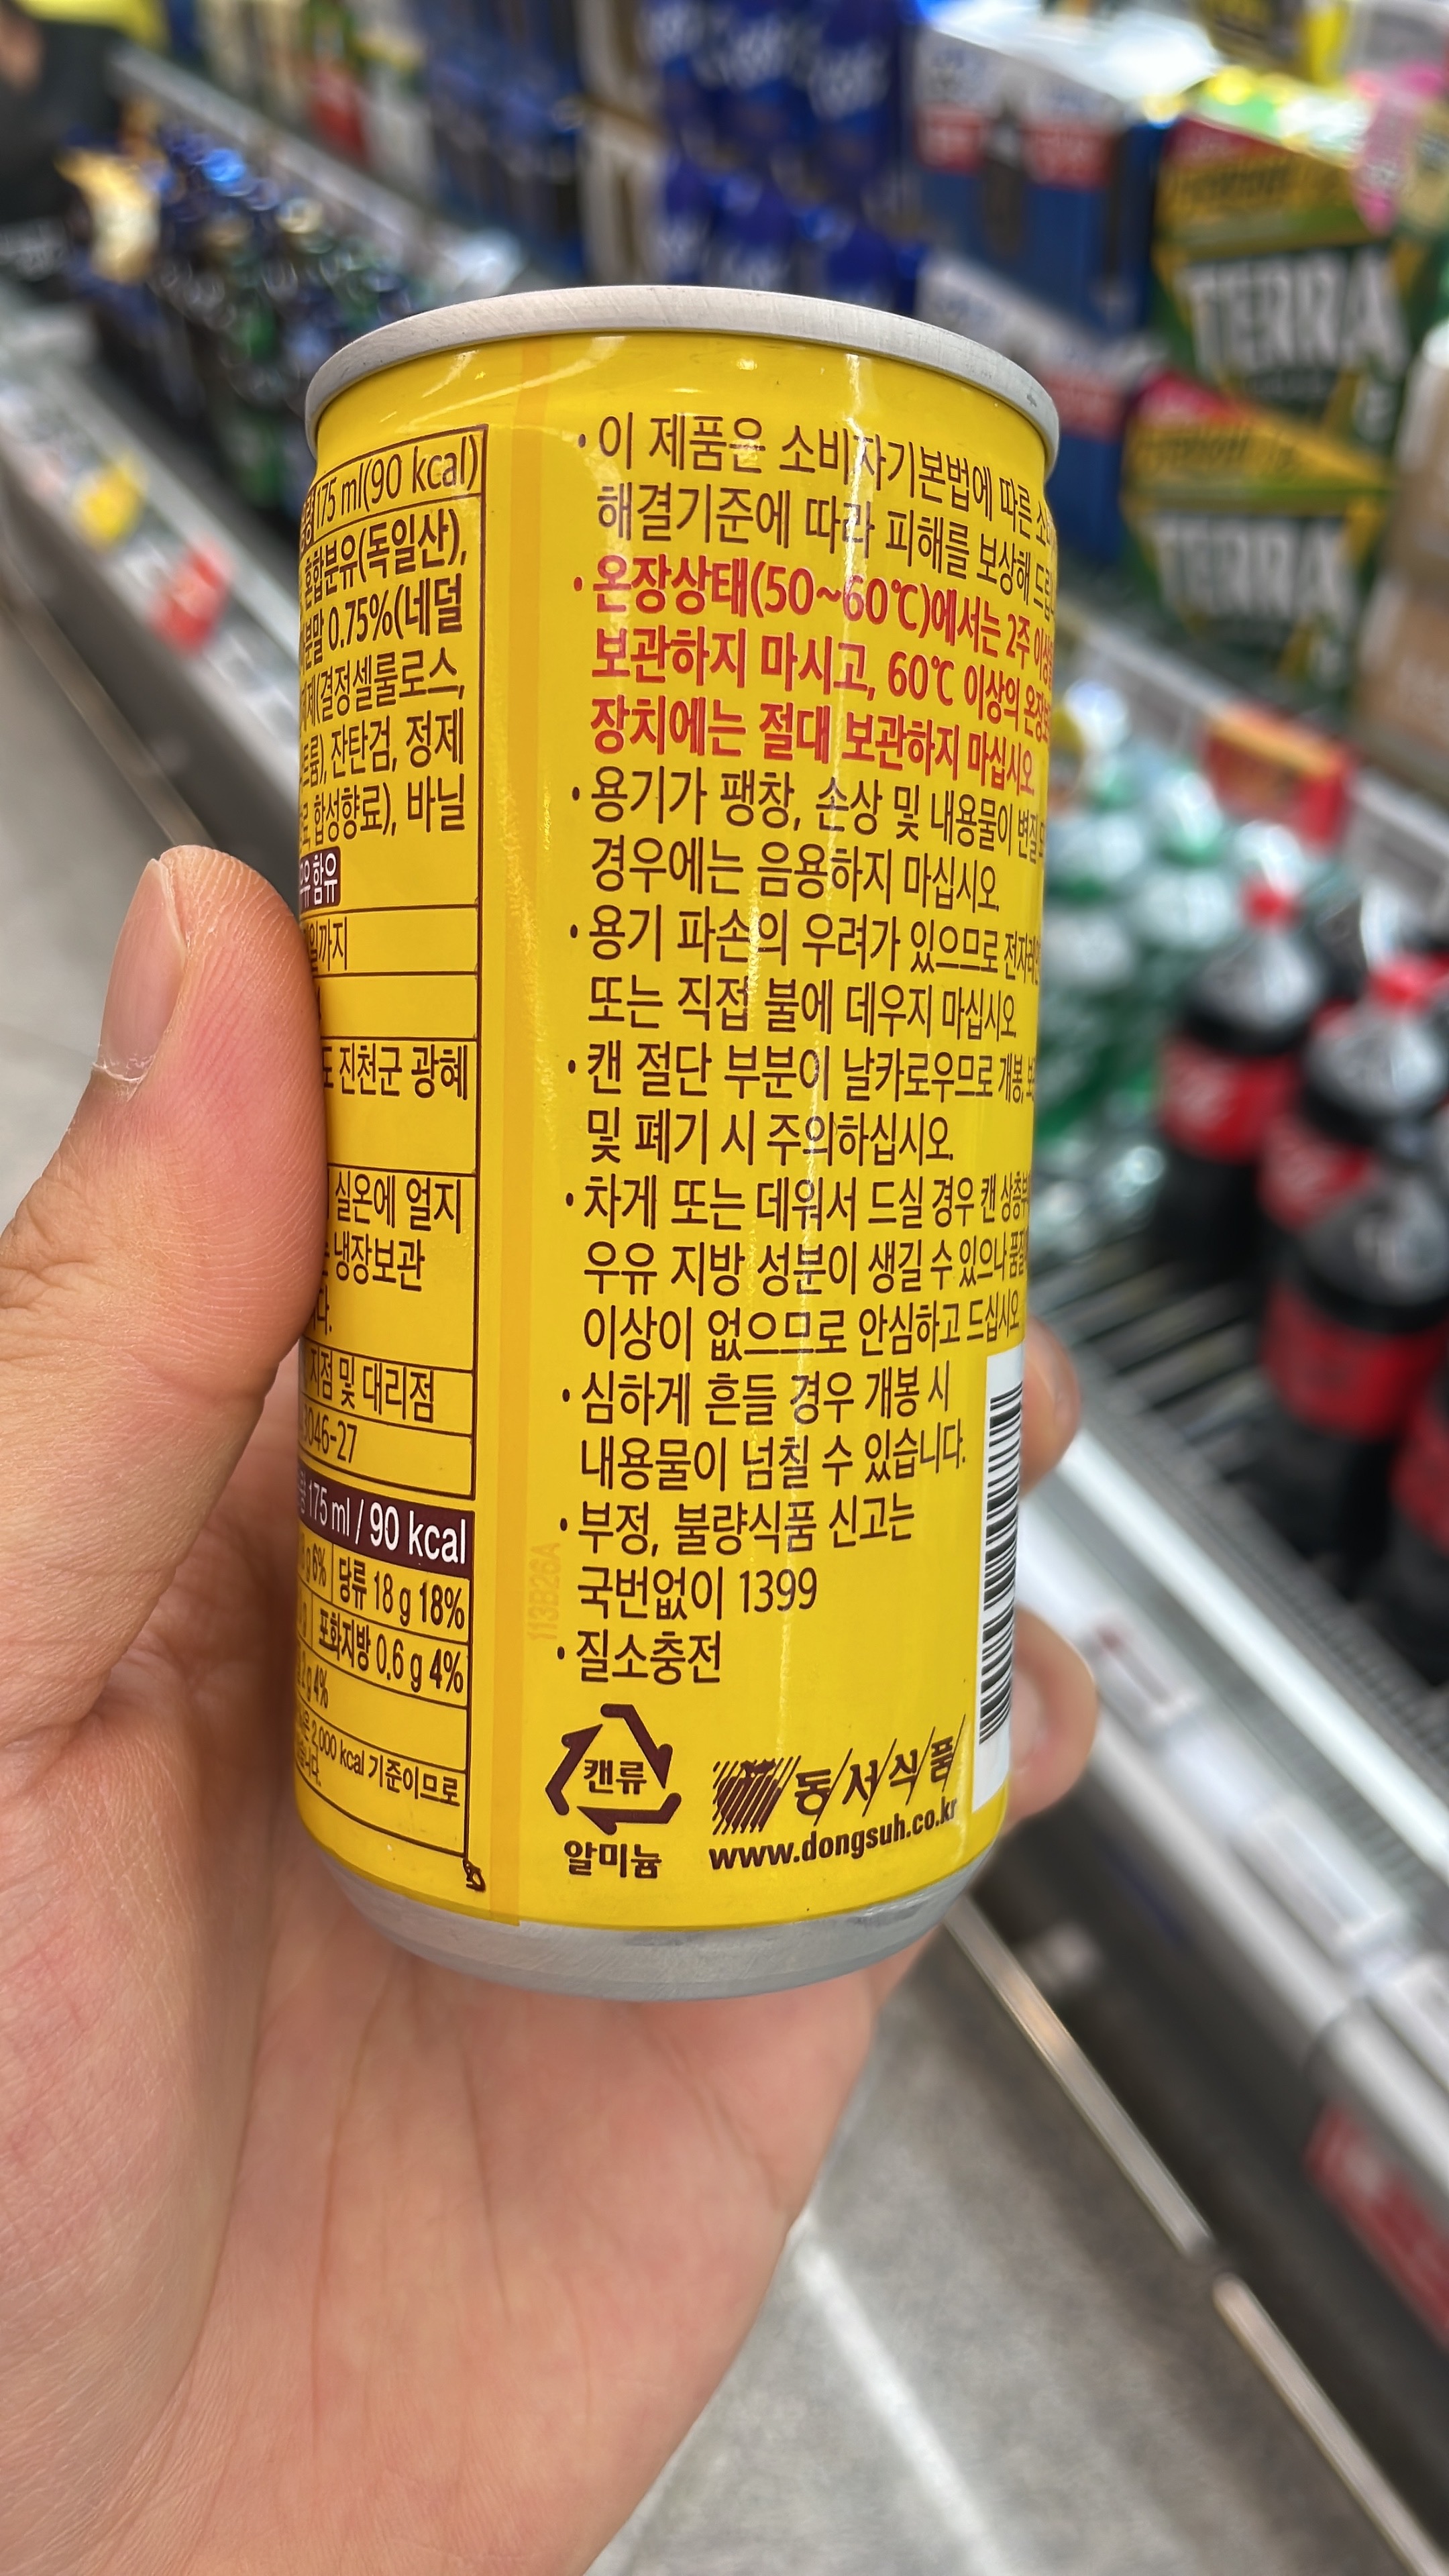 175 ml(90 kcal)
혼합분유(독일산),
0.75%(네덜
(결정셀룰로스,
잔탄검, 정제
합성향료), 바닐
함유
까지
진천군 광혜
실온에 얼지
냉장보관
지점 및 대리점
3046-27
175 ml / 90 kcal
6% 당류 18 g 18%
포화지방 0.6 g 4%
2 g 4%
2,000 kcal 기준이므로
• 이 제품은 소비자기본법에 따른
해결기준에 따라 피해를 보상해
• 온장상태(50~60℃)에서는 2주 이상
보관하지 마시고, 60℃ 이상의
장치에는 절대 보관하지 마십시오.
• 용기가 팽창, 손상 및 내용물이 변질
경우에는 음용하지 마십시오.
• 용기 파손의 우려가 있으므로
또는 직접 불에 데우지 마십시오.
• 캔 절단 부분이 날카로우므로 개봉,
및 폐기 시 주의하십시오.
• 차게 또는 데워서 드실 경우 캔
우유 지방 성분이 생길 수 있으나
이상이 없으므로 안심하고 드십시오.
• 심하게 흔들 경우 개봉 시
내용물이 넘칠 수 있습니다.
• 부정, 불량식품 신고는
국번없이 1399
• 질소충전
캔류
알미늄
동서식품
www.dongsuh.co.kr
113B26A
TERRA
TERRA